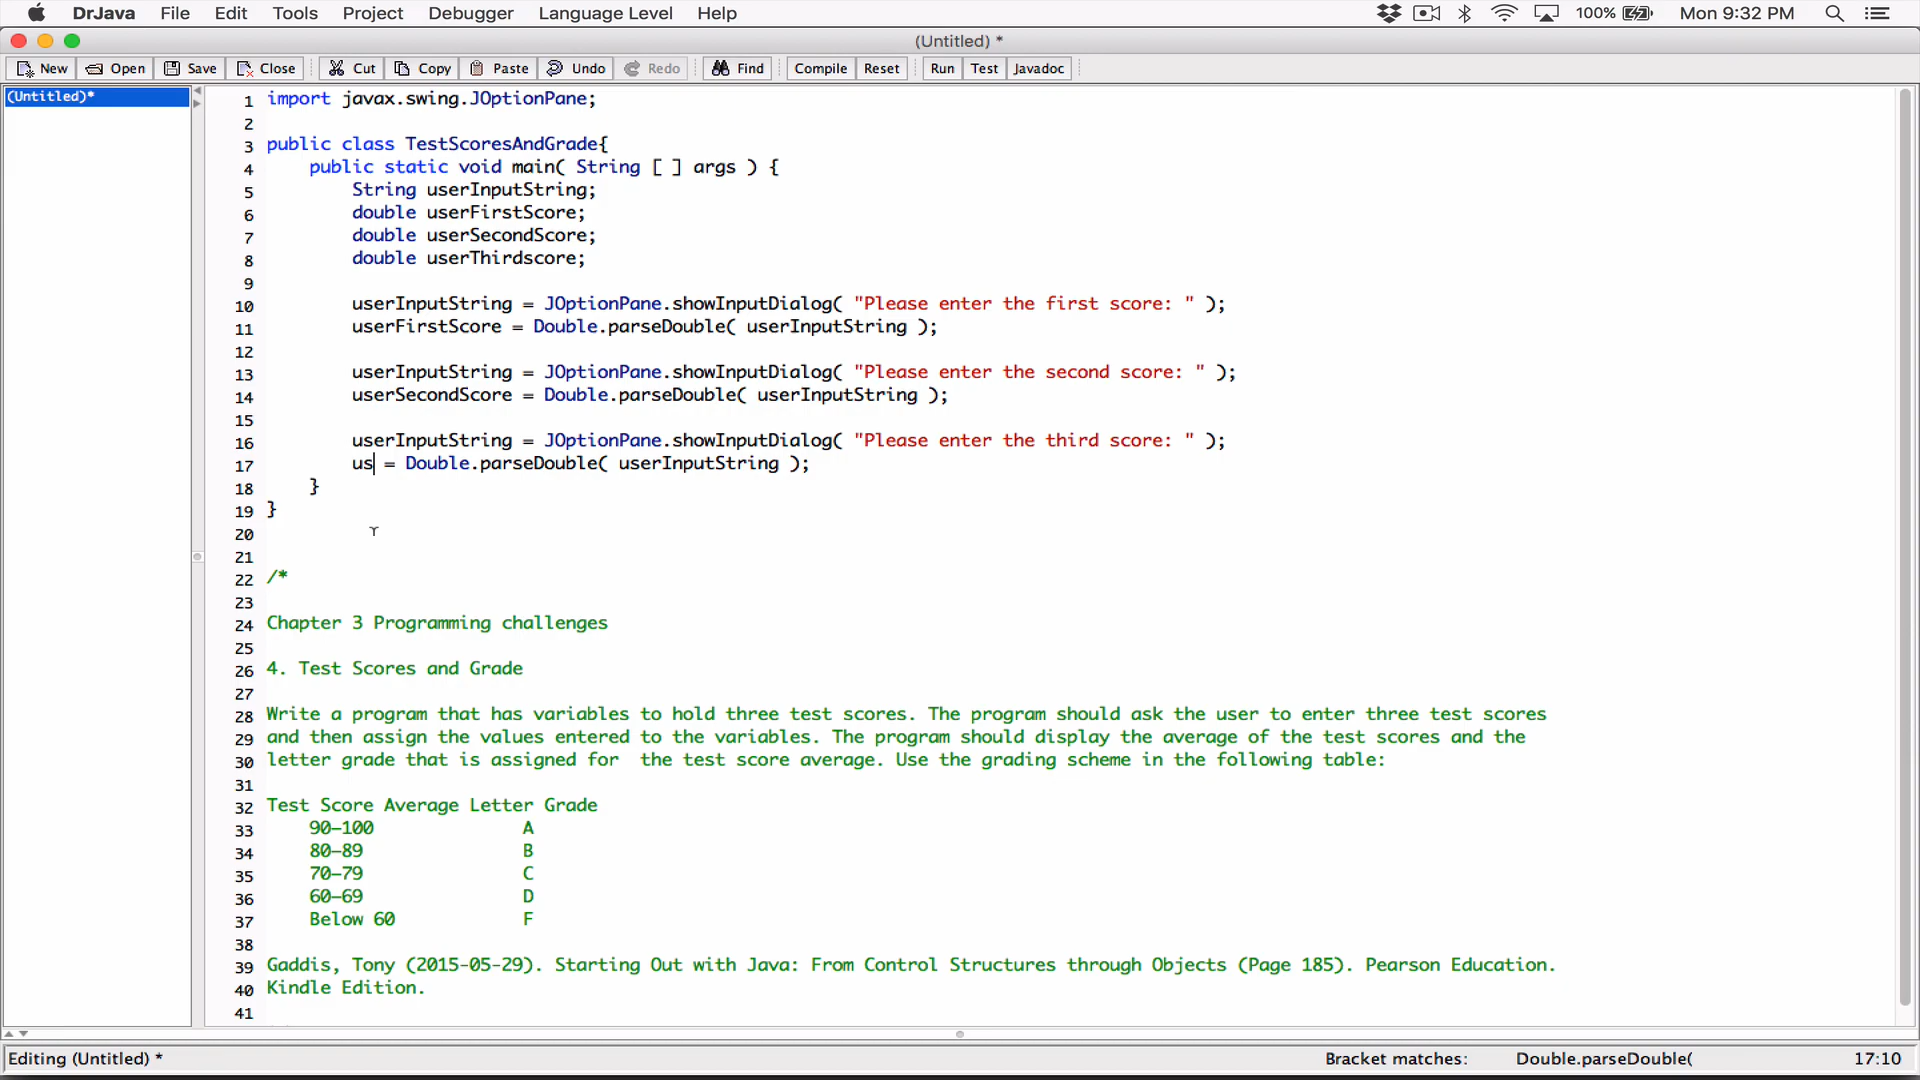 DrJava File Edit Tools Project Debugger Language Level Help 100% Mon 9:32 PM
(Untitled) *
New Open Save Close Cut Copy Paste Undo Redo Find Compile Reset Run Test Javadoc
(Untitled)*
1 import javax.swing.JOptionPane;
2
3 public class TestScoresAndGrade{
4 public static void main( String [ ] args ) {
5 String userInputString;
6 double userFirstScore;
7 double userSecondScore;
8 double userThirdscore;
9
10 userInputString = JOptionPane.showInputDialog( "Please enter the first score: " );
11 userFirstScore = Double.parseDouble( userInputString );
12
13 userInputString = JOptionPane.showInputDialog( "Please enter the second score: " );
14 userSecondScore = Double.parseDouble( userInputString );
15
16 userInputString = JOptionPane.showInputDialog( "Please enter the third score: " );
17 us = Double.parseDouble( userInputString );
18 }
19 }
20
21
22 /*
23
24 Chapter 3 Programming challenges
25
26 4. Test Scores and Grade
27
28 Write a program that has variables to hold three test scores. The program should ask the user to enter three test scores
29 and then assign the values entered to the variables. The program should display the average of the test scores and the
30 letter grade that is assigned for  the test score average. Use the grading scheme in the following table:
31
32 Test Score Average Letter Grade
33 90–100 A
34 80–89 B
35 70–79 C
36 60–69 D
37 Below 60 F
38
39 Gaddis, Tony (2015-05-29). Starting Out with Java: From Control Structures through Objects (Page 185). Pearson Education.
40 Kindle Edition.
41
Editing (Untitled) * Bracket matches: Double.parseDouble( 17:10